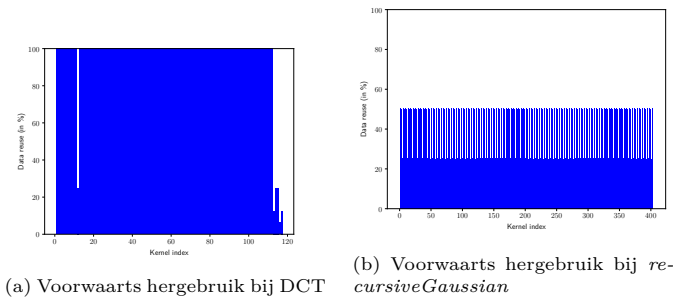 100
80
60
40
20
0
Data reuse (in %)
0 20 40 60 80 100 120
Kernel index
(a) Voorwaarts hergebruik bij DCT
100
80
60
40
20
0
Data reuse (in %)
0 50 100 150 200 250 300 350 400
Kernel index
(b) Voorwaarts hergebruik bij re-
cursiveGaussian